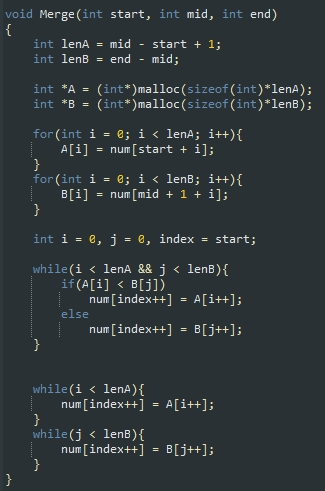 void Merge(int start, int mid, int end)
{
    int lenA = mid - start + 1;
    int lenB = end - mid;

    int *A = (int*)malloc(sizeof(int)*lenA);
    int *B = (int*)malloc(sizeof(int)*lenB);

    for(int i = 0; i < lenA; i++){
        A[i] = num[start + i];
    }
    for(int i = 0; i < lenB; i++){
        B[i] = num[mid + 1 + i];
    }

    int i = 0, j = 0, index = start;

    while(i < lenA && j < lenB){
        if(A[i] < B[j])
            num[index++] = A[i++];
        else
            num[index++] = B[j++];
    }


    while(i < lenA){
        num[index++] = A[i++];
    }
    while(j < lenB){
        num[index++] = B[j++];
    }
}